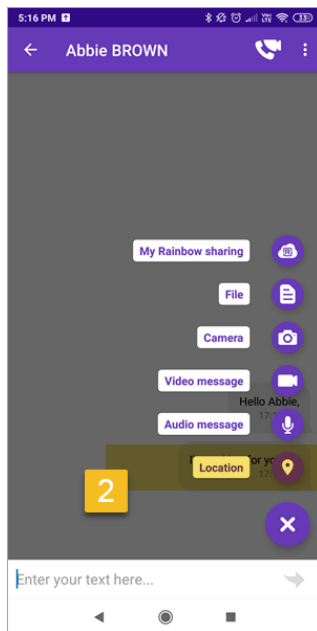 5:16 PM
Abbie BROWN
My Rainbow sharing
File
Camera
Video message
Hello Abbie,
Audio message
Location
2
Enter your text here...